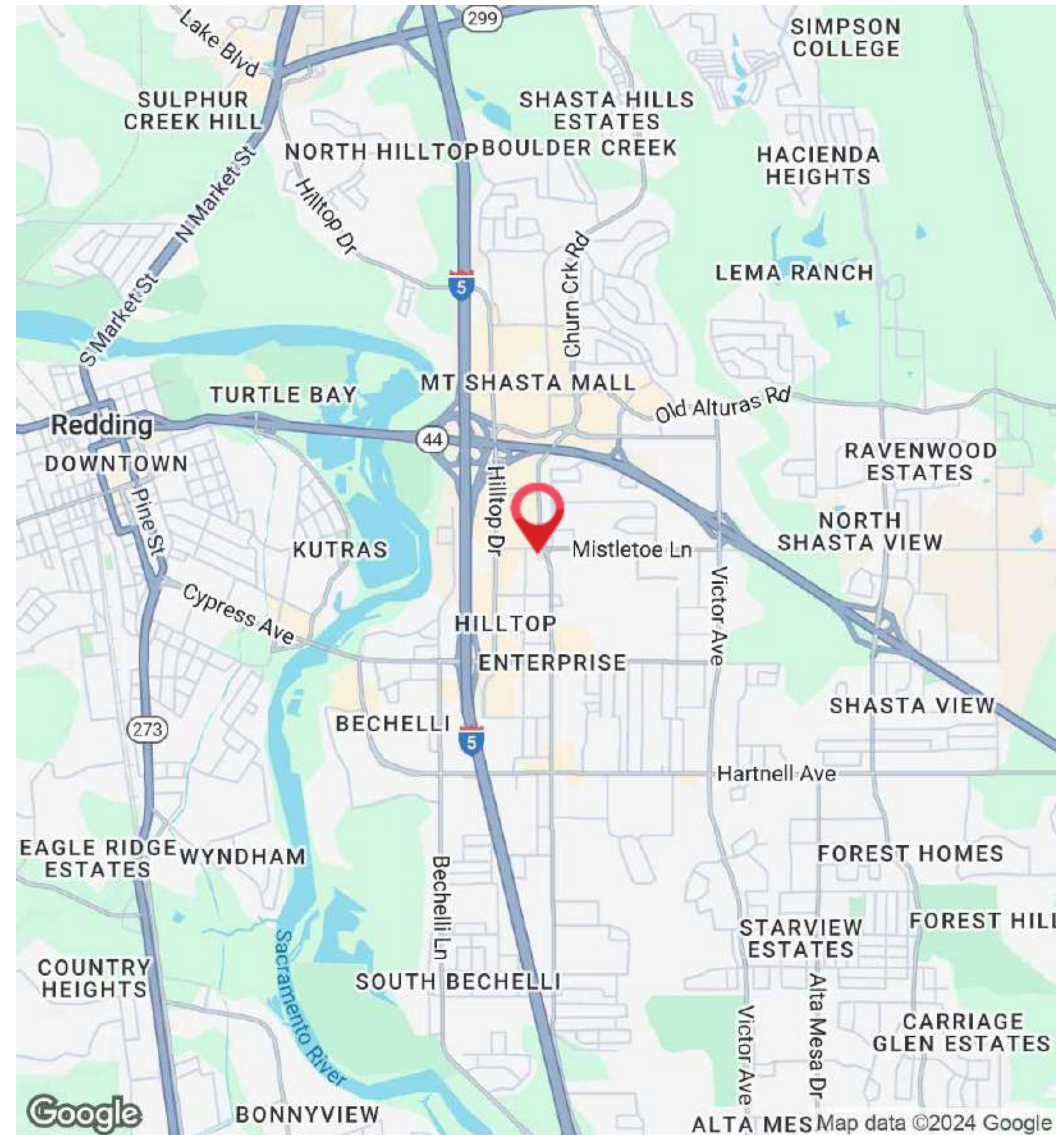 299
SIMPSON
COLLEGE
Lake Blvd
SULPHUR
CREEK HILL
SHASTA HILLS
ESTATES
NORTH HILLTOP
BOULDER CREEK
HACIENDA
HEIGHTS
N Market St
Hilltop Dr
Churn Crk Rd
LEMA RANCH
5
S Market St
MT SHASTA MALL
TURTLE BAY
Old Alturas Rd
Redding
44
DOWNTOWN
RAVENWOOD
ESTATES
Pine St
Hilltop Dr
NORTH
SHASTA VIEW
KUTRAS
Mistletoe Ln
Cypress Ave
Victor Ave
HILLTOP
ENTERPRISE
SHASTA VIEW
273
BECHELLI
5
Hartnell Ave
EAGLE RIDGE
ESTATES
WYNDHAM
FOREST HOMES
Bechelli Ln
STARVIEW
ESTATES
FOREST HILL
Sacramento River
COUNTRY
HEIGHTS
SOUTH BECHELLI
Victor Ave
Alta Mesa Dr
CARRIAGE
GLEN ESTATES
Google
BONNYVIEW
ALTA MES
Map data ©2024 Google